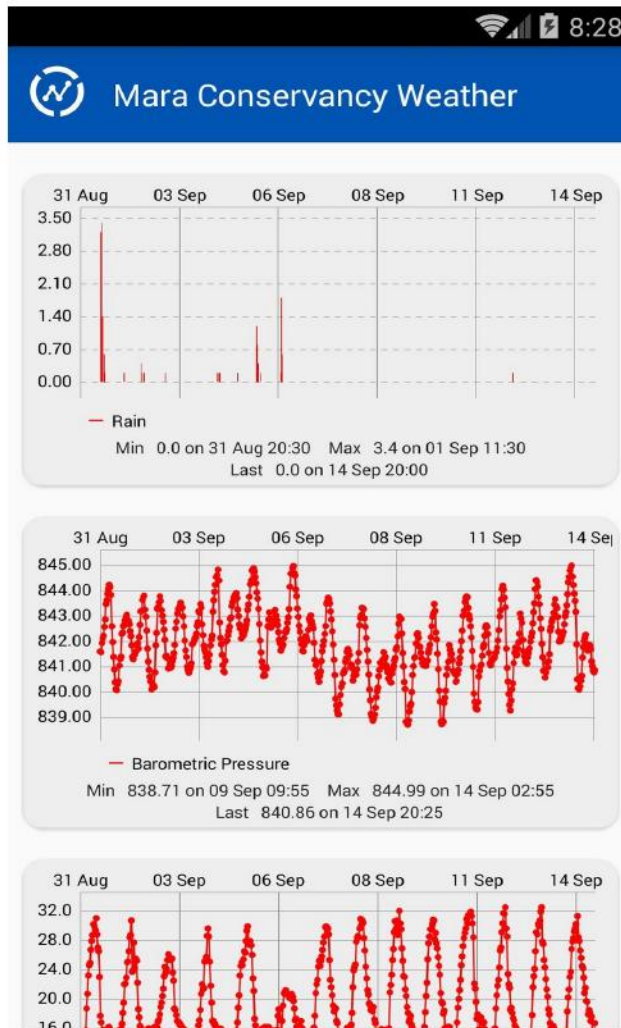 8:28
Mara Conservancy Weather
31 Aug 03 Sep 06 Sep 08 Sep 11 Sep 14 Sep
3.50
2.80
2.10
1.40
0.70
0.00
Rain
Min 0.0 on 31 Aug 20:30 Max 3.4 on 01 Sep 11:30
Last 0.0 on 14 Sep 20:00
31 Aug 03 Sep 06 Sep 08 Sep 11 Sep 14 Sep
845.00
844.00
843.00
842.00
841.00
840.00
839.00
Barometric Pressure
Min 838.71 on 09 Sep 09:55 Max 844.99 on 14 Sep 02:55
Last 840.86 on 14 Sep 20:25
31 Aug 03 Sep 06 Sep 08 Sep 11 Sep 14 Sep
32.0
28.0
24.0
20.0
16.0